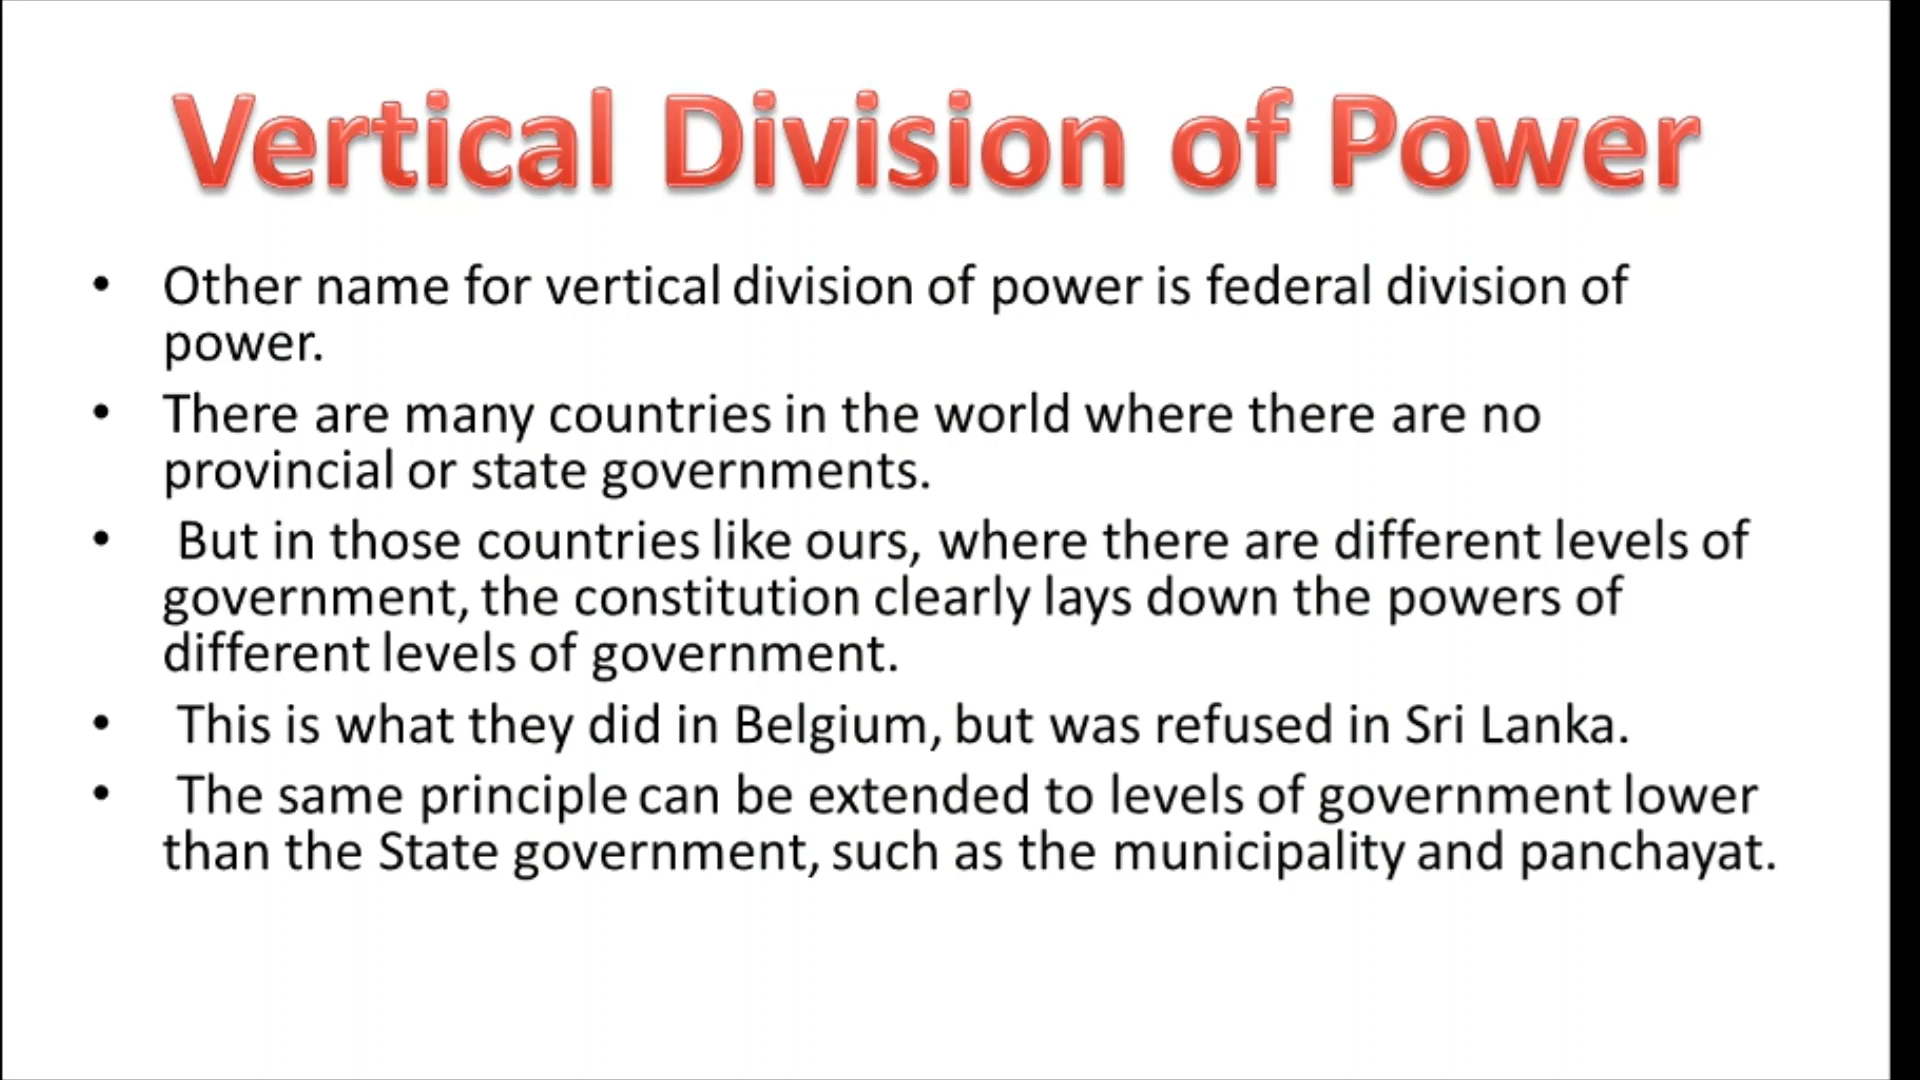 Vertical Division of Power
• Other name for vertical division of power is federal division of
power.
• There are many countries in the world where there are no
provincial or state governments.
• But in those countries like ours, where there are different levels of
government, the constitution clearly lays down the powers of
different levels of government.
• This is what they did in Belgium, but was refused in Sri Lanka.
• The same principle can be extended to levels of government lower
than the State government, such as the municipality and panchayat.